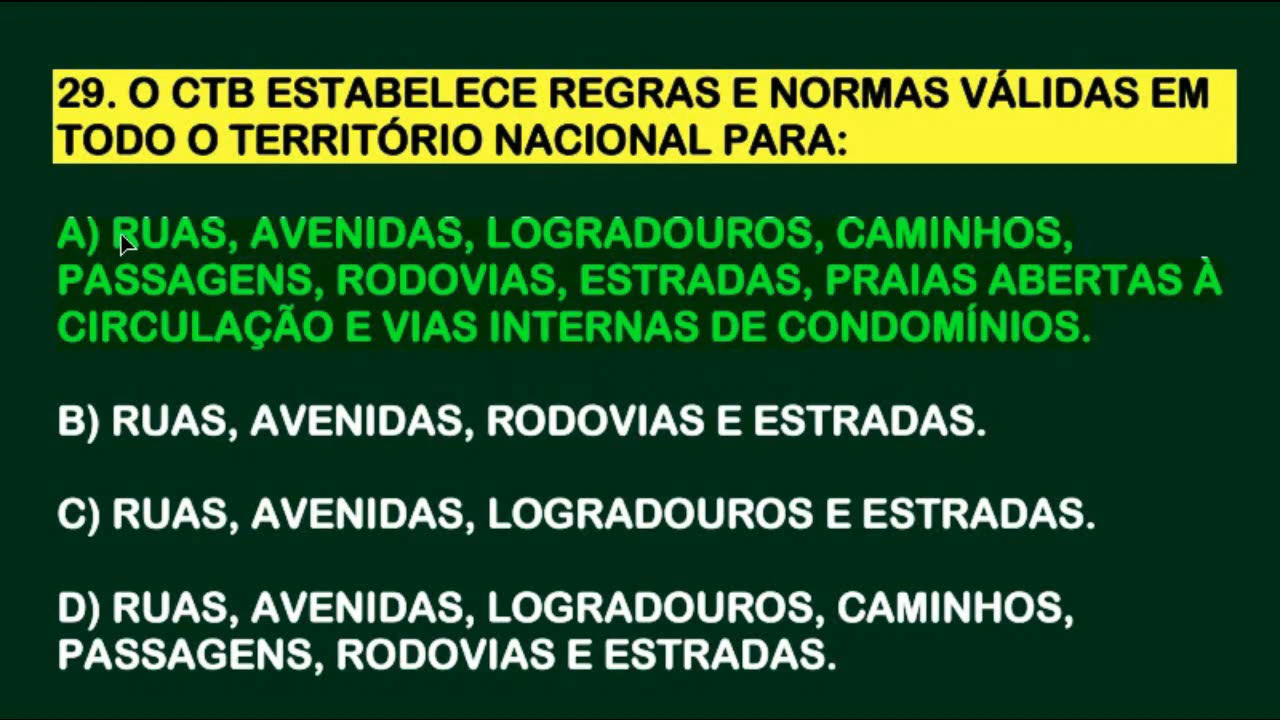 29. O CTB ESTABELECE REGRAS E NORMAS VÁLIDAS EM
TODO O TERRITÓRIO NACIONAL PARA:
A) RUAS, AVENIDAS, LOGRADOUROS, CAMINHOS,
PASSAGENS, RODOVIAS, ESTRADAS, PRAIAS ABERTAS À
CIRCULAÇÃO E VIAS INTERNAS DE CONDOMÍNIOS.
B) RUAS, AVENIDAS, RODOVIAS E ESTRADAS.
C) RUAS, AVENIDAS, LOGRADOUROS E ESTRADAS.
D) RUAS, AVENIDAS, LOGRADOUROS, CAMINHOS,
PASSAGENS, RODOVIAS E ESTRADAS.